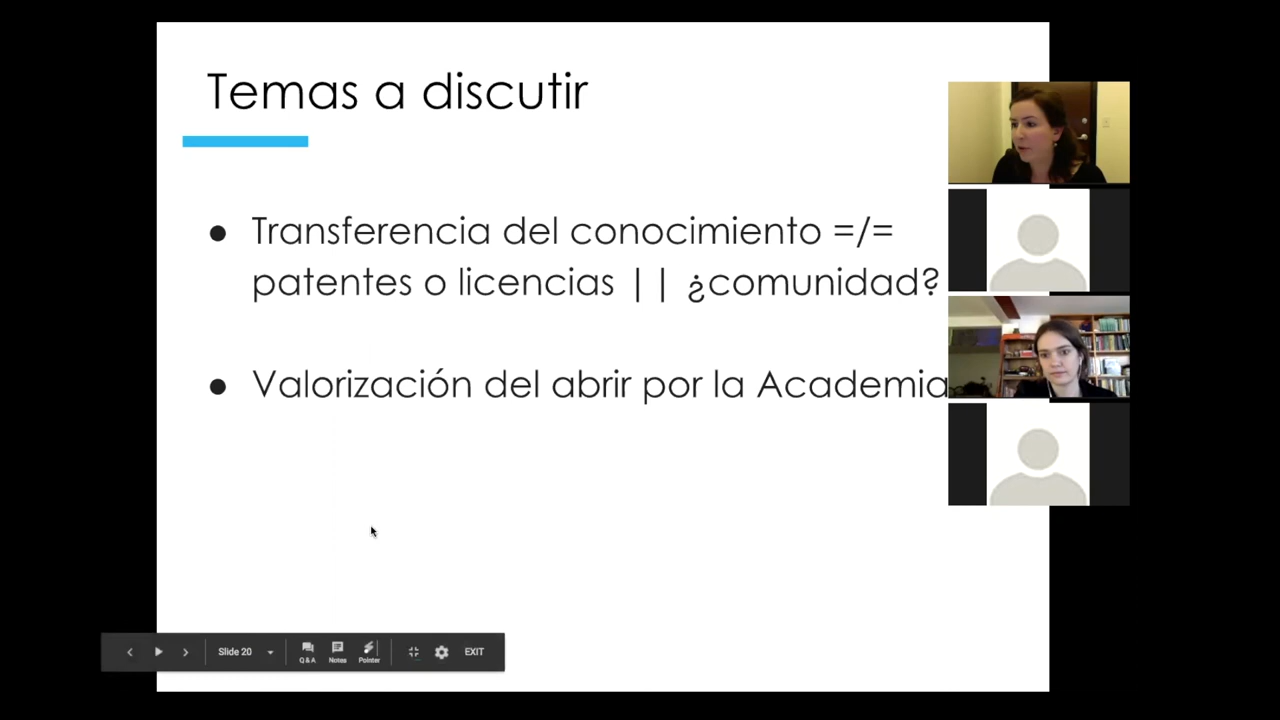 Temas a discutir
● Transferencia del conocimiento =/=
patentes o licencias || ¿comunidad?
● Valorización del abrir por la Academia
Slide 20
Q&A
Notes
Pointer
EXIT